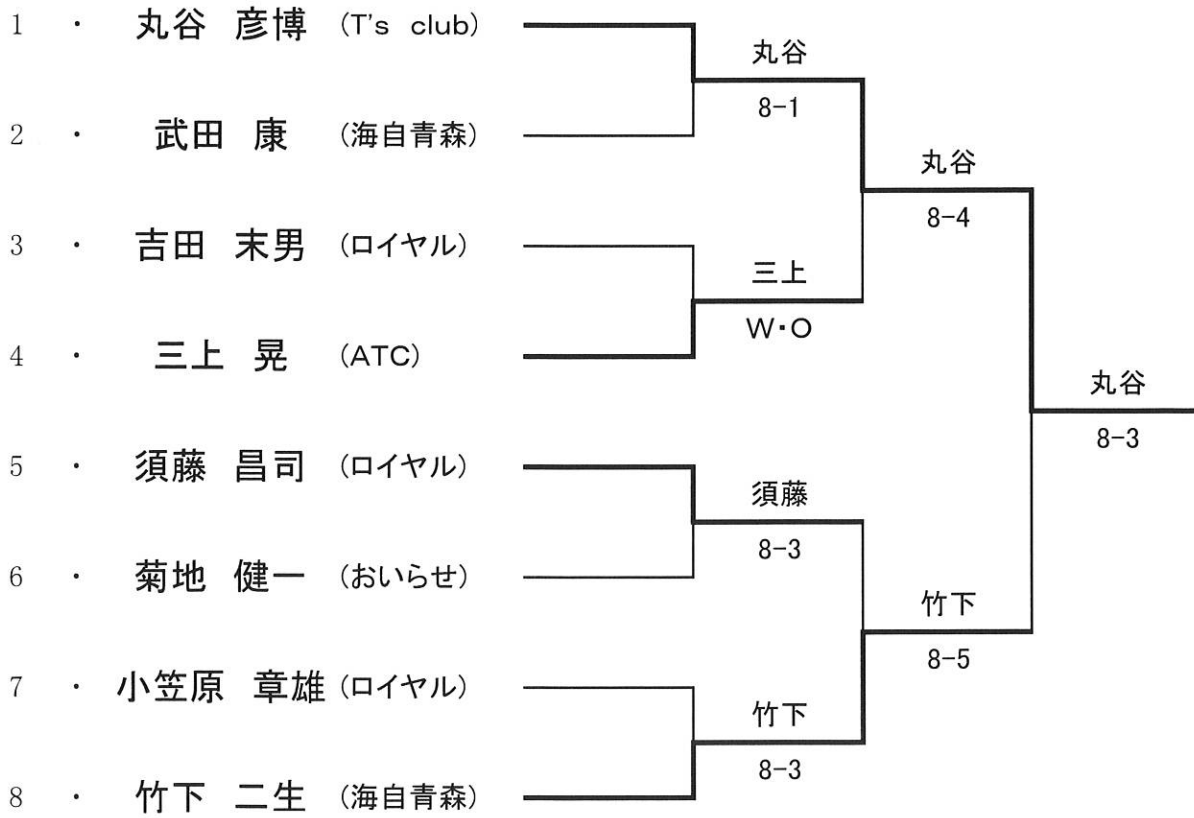 1 ・ 丸谷 彦博 (T's club)
丸谷
8-1
2 ・ 武田 康 (海自青森)
丸谷
8-4
3 ・ 吉田 末男 (ロイヤル)
三上
W・O
4 ・ 三上 晃 (ATC)
丸谷
8-3
5 ・ 須藤 昌司 (ロイヤル)
須藤
8-3
6 ・ 菊地 健一 (おいらせ)
竹下
8-5
7 ・ 小笠原 章雄 (ロイヤル)
竹下
8-3
8 ・ 竹下 二生 (海自青森)